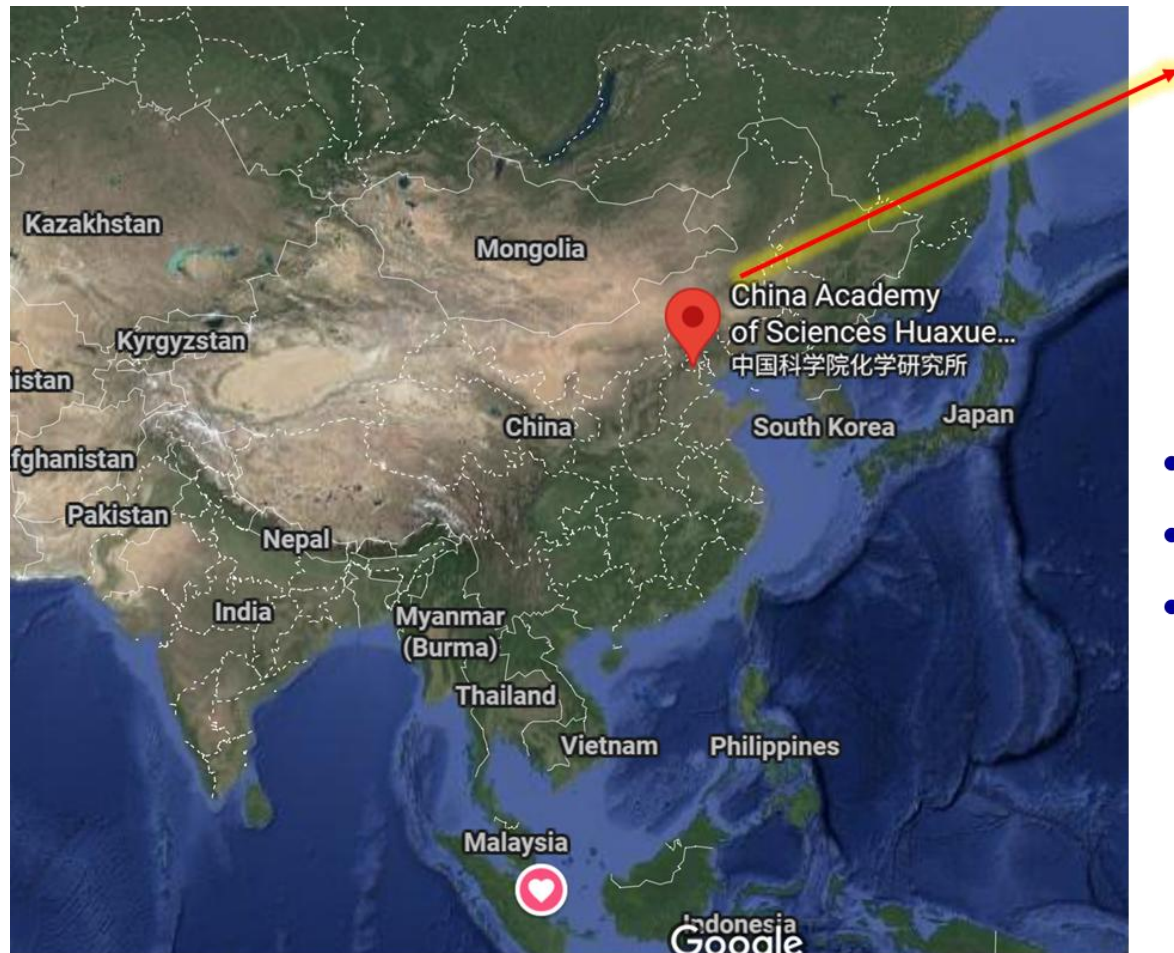 Kazakhstan
Mongolia
China Academy
of Sciences Huaxue...
中国科学院化学研究所
Kyrgyzstan
istan
China
South Korea
Japan
fghanistan
Pakistan
Nepal
India
Myanmar
(Burma)
Thailand
Vietnam
Philippines
Malaysia
Indonesia
Google